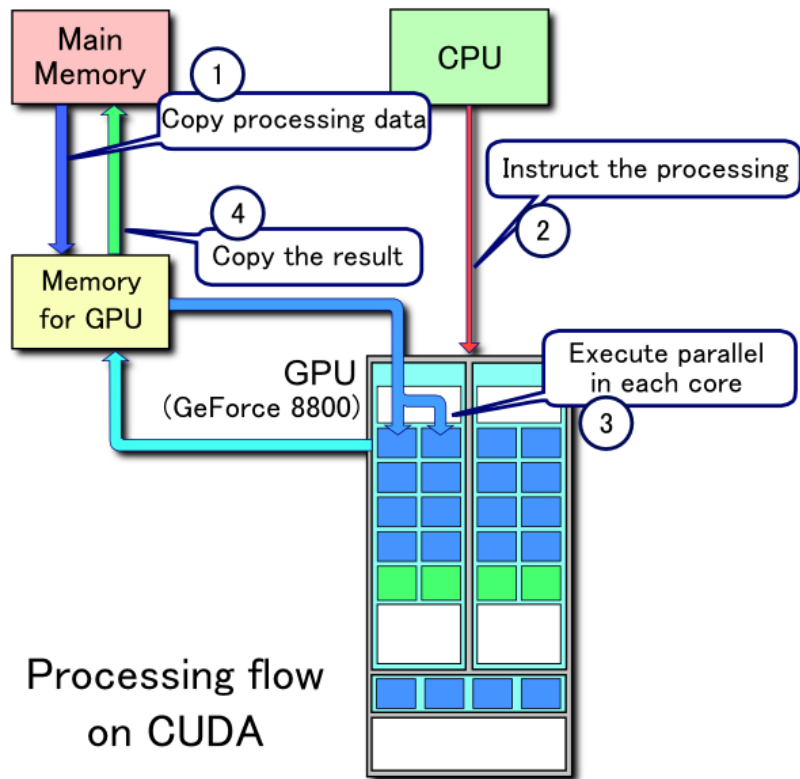 Main
Memory
CPU
1
Copy processing data
Instruct the processing
2
4
Copy the result
Memory
for GPU
GPU
(GeForce 8800)
Execute parallel
in each core
3
Processing flow
on CUDA